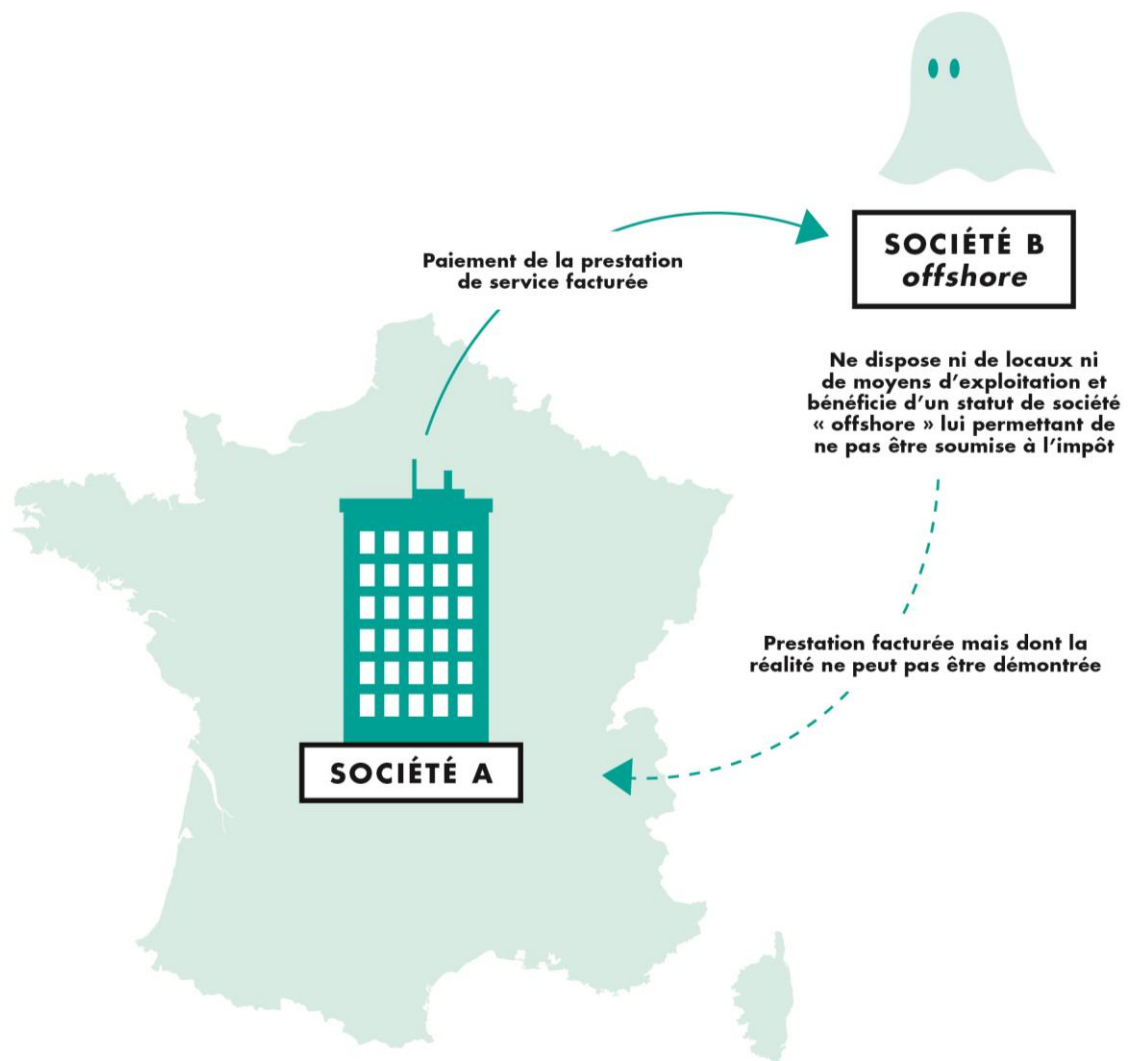 Paiement de la prestation
de service facturée
SOCIÉTÉ B
offshore
Ne dispose ni de locaux ni
de moyens d'exploitation et
bénéficie d'un statut de société
« offshore » lui permettant de
ne pas être soumise à l'impôt
Prestation facturée mais dont la
réalité ne peut pas être démontrée
SOCIÉTÉ A